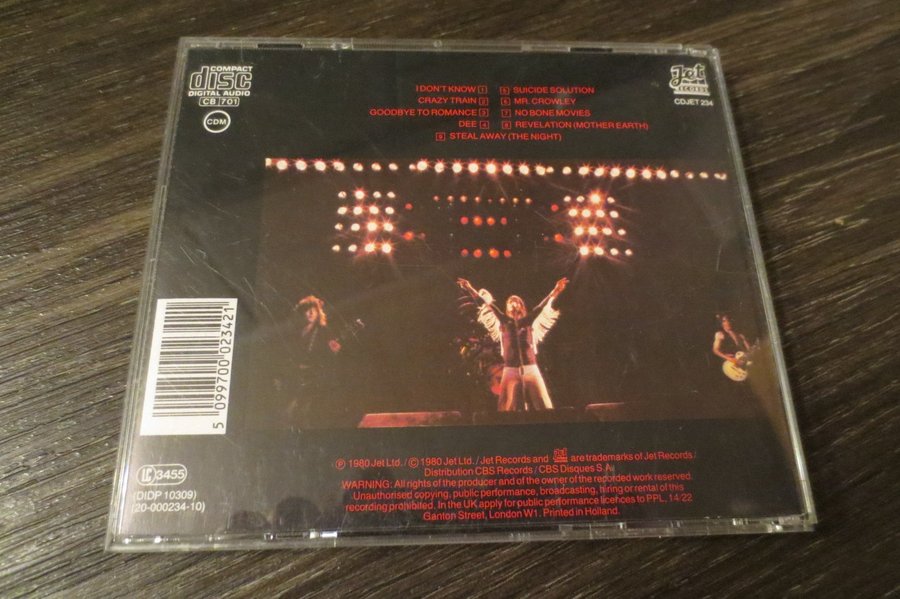 COMPACT
disc
DIGITAL AUDIO
CB 701
CDM
I DON'T KNOW 1
CRAZY TRAIN 2
GOODBYE TO ROMANCE 3
DEE 4
5 SUICIDE SOLUTION
6 MR. CROWLEY
7 NO BONE MOVIES
8 REVELATION (MOTHER EARTH)
9 STEAL AWAY (THE NIGHT)
Jet
RECORDS
CDJET 234
5 099700 023421
LC 3455
(DIDP 10309)
(20-000234-10)
℗ 1980 Jet Ltd. / © 1980 Jet Ltd. / Jet Records and Jet are trademarks of Jet Records /
Distribution CBS Records / CBS Disques S.A.
WARNING: All rights of the producer and of the owner of the recorded work reserved.
Unauthorised copying, public performance, broadcasting, hiring or rental of this
recording prohibited. In the UK apply for public performance licences to PPL, 14/22
Ganton Street, London W1. Printed in Holland.